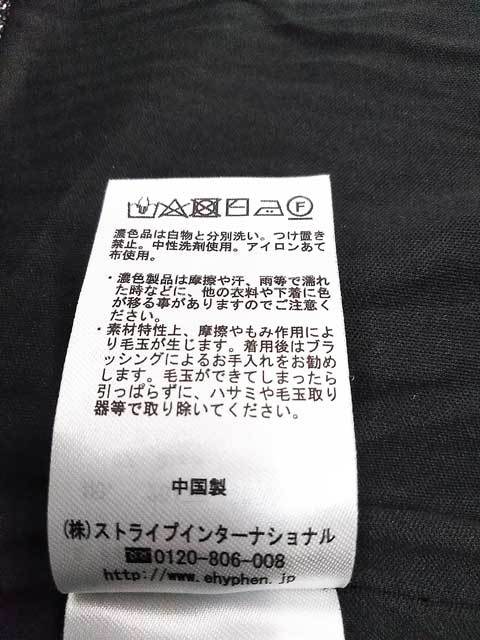 濃色品は白物と分別洗い。つけ置き
禁止。中性洗剤使用。アイロンあて
布使用。
・濃色製品は摩擦や汗、雨等で濡れ
た時などに、他の衣料や下着に色
が移る事がありますのでご注意く
ださい。
・素材特性上、摩擦やもみ作用によ
り毛玉が生じます。着用後はブラ
ッシングによるお手入れをお勧め
します。毛玉ができてしまったら
引っぱらずに、ハサミや毛玉取り
器等で取り除いてください。
中国製
(株)ストライプインターナショナル
☎0120-806-008
http://www.ehyphen.jp